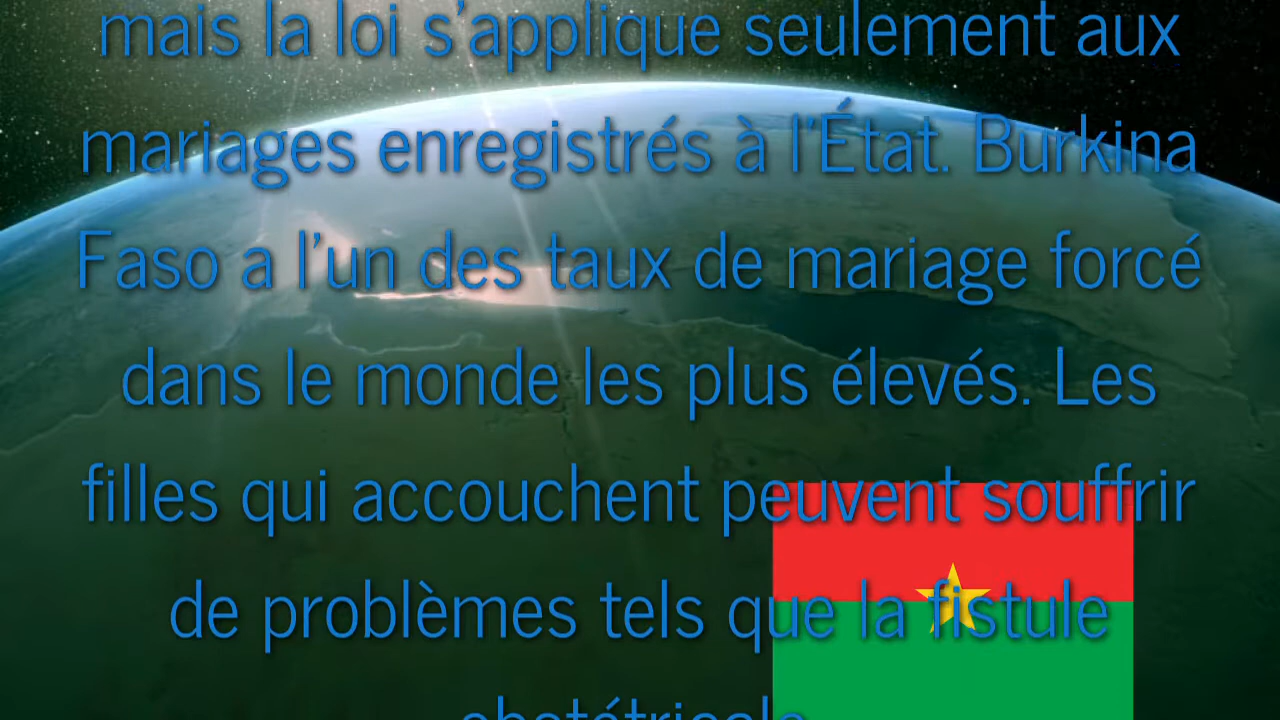 mais la loi s'applique seulement aux
mariages enregistrés à l'État. Burkina
Faso a l'un des taux de mariage forcé
dans le monde les plus élevés. Les
filles qui accouchent peuvent souffrir
de problèmes tels que la fistule
obstétricale